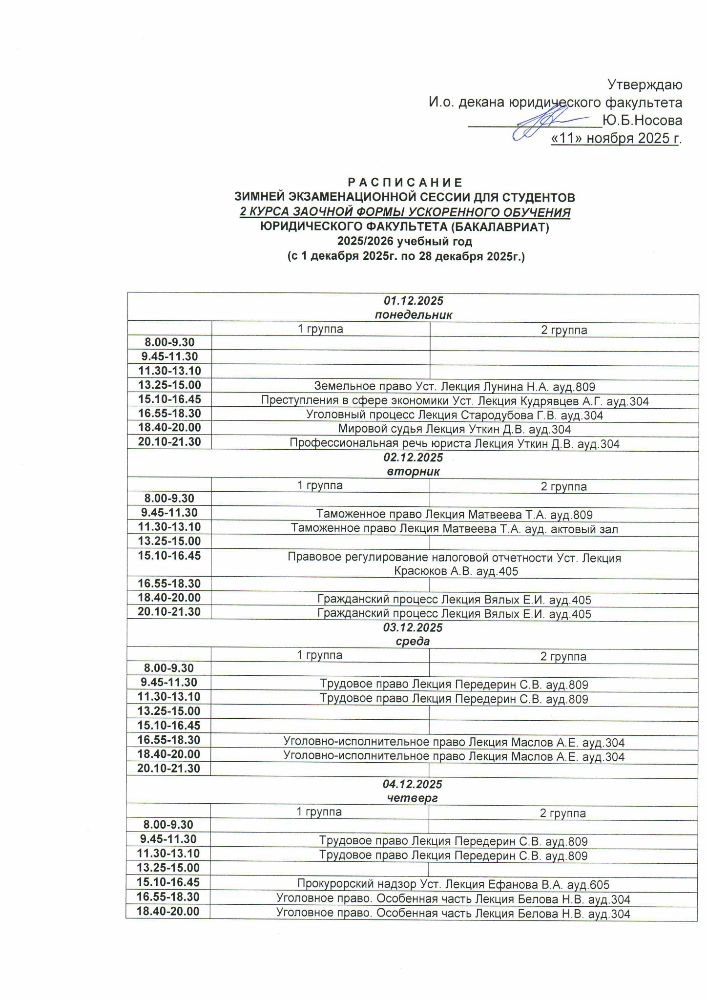 Утверждаю
И.о. декана юридического факультета
Ю.Б.Носова
«11» ноября 2025 г.
Р А С П И С А Н И Е
ЗИМНЕЙ ЭКЗАМЕНАЦИОННОЙ СЕССИИ ДЛЯ СТУДЕНТОВ
2 КУРСА ЗАОЧНОЙ ФОРМЫ УСКОРЕННОГО ОБУЧЕНИЯ
ЮРИДИЧЕСКОГО ФАКУЛЬТЕТА (БАКАЛАВРИАТ)
2025/2026 учебный год
(с 1 декабря 2025г. по 28 декабря 2025г.)
01.12.2025
понедельник
1 группа 2 группа
8.00-9.30
9.45-11.30
11.30-13.10
13.25-15.00 Земельное право Уст. Лекция Лунина Н.А. ауд.809
15.10-16.45 Преступления в сфере экономики Уст. Лекция Кудрявцев А.Г. ауд.304
16.55-18.30 Уголовный процесс Лекция Стародубова Г.В. ауд.304
18.40-20.00 Мировой судья Лекция Уткин Д.В. ауд.304
20.10-21.30 Профессиональная речь юриста Лекция Уткин Д.В. ауд.304
02.12.2025
вторник
1 группа 2 группа
8.00-9.30
9.45-11.30 Таможенное право Лекция Матвеева Т.А. ауд.809
11.30-13.10 Таможенное право Лекция Матвеева Т.А. ауд. актовый зал
13.25-15.00
15.10-16.45 Правовое регулирование налоговой отчетности Уст. Лекция
Красюков А.В. ауд.405
16.55-18.30
18.40-20.00 Гражданский процесс Лекция Вялых Е.И. ауд.405
20.10-21.30 Гражданский процесс Лекция Вялых Е.И. ауд.405
03.12.2025
среда
1 группа 2 группа
8.00-9.30
9.45-11.30 Трудовое право Лекция Передерин С.В. ауд.809
11.30-13.10 Трудовое право Лекция Передерин С.В. ауд.809
13.25-15.00
15.10-16.45
16.55-18.30 Уголовно-исполнительное право Лекция Маслов А.Е. ауд.304
18.40-20.00 Уголовно-исполнительное право Лекция Маслов А.Е. ауд.304
20.10-21.30
04.12.2025
четверг
1 группа 2 группа
8.00-9.30
9.45-11.30 Трудовое право Лекция Передерин С.В. ауд.809
11.30-13.10 Трудовое право Лекция Передерин С.В. ауд.809
13.25-15.00
15.10-16.45 Прокурорский надзор Уст. Лекция Ефанова В.А. ауд.605
16.55-18.30 Уголовное право. Особенная часть Лекция Белова Н.В. ауд.304
18.40-20.00 Уголовное право. Особенная часть Лекция Белова Н.В. ауд.304